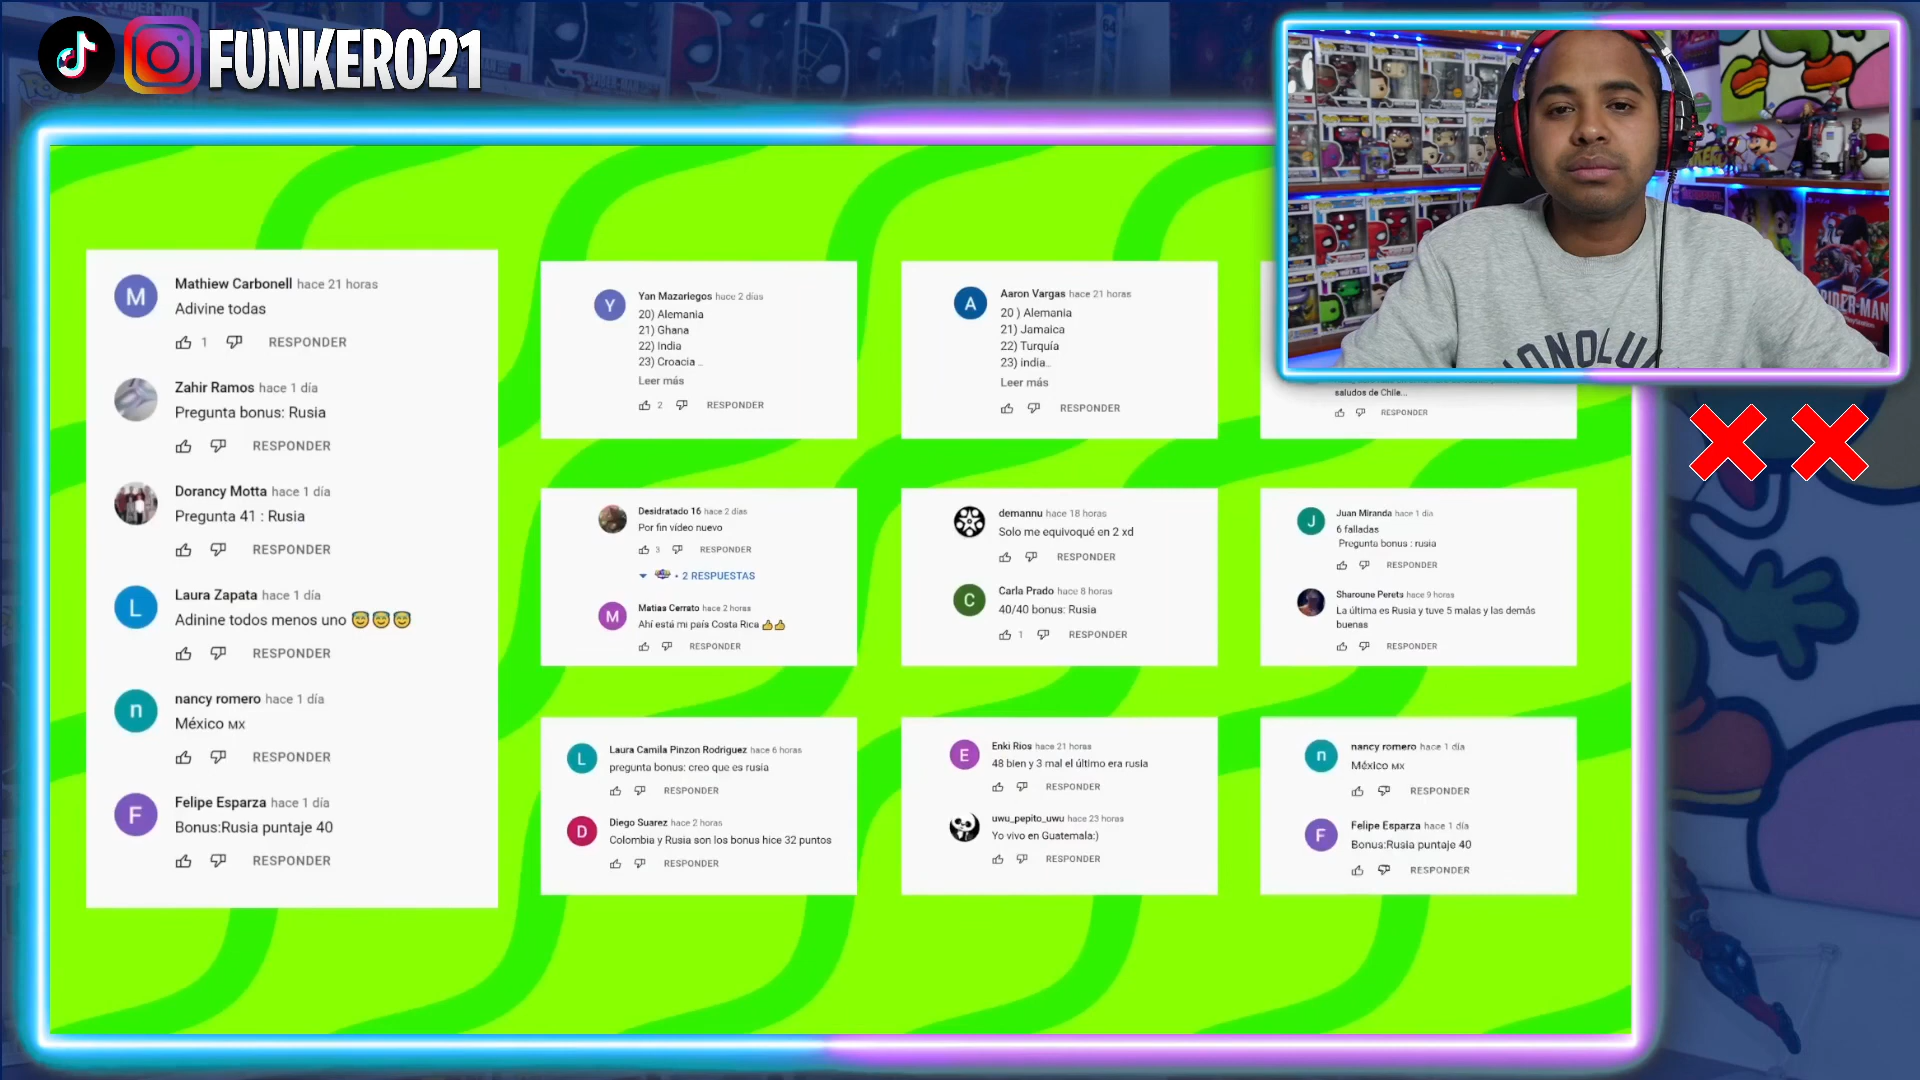 FUNKER021
Mathiew Carbonell hace 21 horas
Adivine todas
1 RESPONDER
Zahir Ramos hace 1 día
Pregunta bonus: Rusia
RESPONDER
Dorancy Motta hace 1 día
Pregunta 41 : Rusia
RESPONDER
Laura Zapata hace 1 día
Adinine todos menos uno 😇😇😇
RESPONDER
nancy romero hace 1 día
México MX
RESPONDER
Felipe Esparza hace 1 día
Bonus:Rusia puntaje 40
RESPONDER
Yan Mazariegos hace 2 días
20) Alemania
21) Ghana
22) India
23) Croacia ...
Leer más
2 RESPONDER
Aaron Vargas hace 21 horas
20 ) Alemania
21) Jamaica
22) Turquía
23) india...
Leer más
RESPONDER
saludos de Chile...
RESPONDER
Desidratado 16 hace 2 días
Por fin vídeo nuevo
3 RESPONDER
• 2 RESPUESTAS
Matias Cerrato hace 2 horas
Ahí está mi país Costa Rica 👍👍
RESPONDER
demannu hace 18 horas
Solo me equivoqué en 2 xd
RESPONDER
Carla Prado hace 8 horas
40/40 bonus: Rusia
1 RESPONDER
Juan Miranda hace 1 día
6 falladas
Pregunta bonus : rusia
RESPONDER
Sharoune Perets hace 9 horas
La última es Rusia y tuve 5 malas y las demás
buenas
RESPONDER
Laura Camila Pinzon Rodriguez hace 6 horas
pregunta bonus: creo que es rusia
RESPONDER
Diego Suarez hace 2 horas
Colombia y Rusia son los bonus hice 32 puntos
RESPONDER
Enki Rios hace 21 horas
48 bien y 3 mal el último era rusia
RESPONDER
uwu_pepito_uwu hace 23 horas
Yo vivo en Guatemala:)
RESPONDER
nancy romero hace 1 día
México MX
RESPONDER
Felipe Esparza hace 1 día
Bonus:Rusia puntaje 40
RESPONDER
HONOLULU
SPIDER-MAN